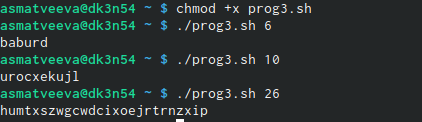 asmatveeva@dk3n54 ~ $ chmod +x prog3.sh
asmatveeva@dk3n54 ~ $ ./prog3.sh 6
baburd
asmatveeva@dk3n54 ~ $ ./prog3.sh 10
urocxekujl
asmatveeva@dk3n54 ~ $ ./prog3.sh 26
humtxszwgcwdcixoejrtrnzxip